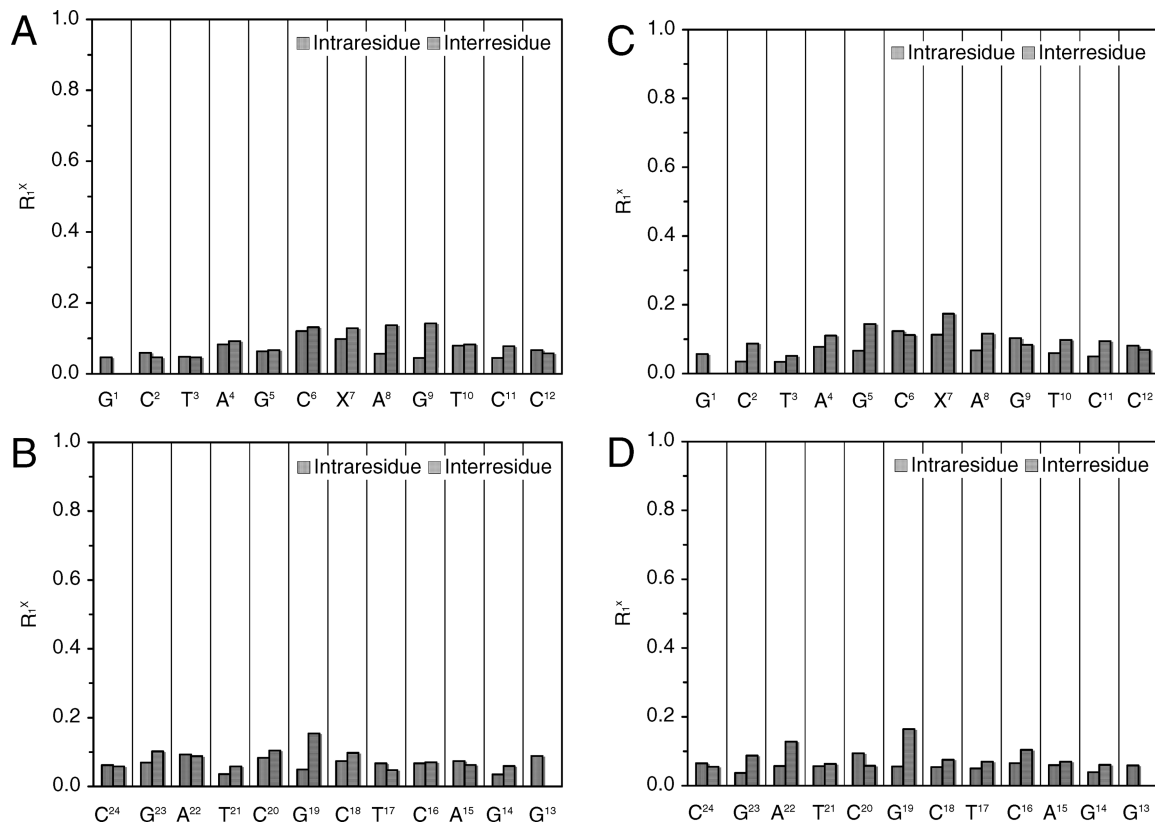 A
1.0
0.8
0.6
0.4
0.2
0.0
R₁ˣ
Intraresidue Interresidue
G¹ C² T³ A⁴ G⁵ C⁶ X⁷ A⁸ G⁹ T¹⁰ C¹¹ C¹²
B
1.0
0.8
0.6
0.4
0.2
0.0
R₁ˣ
Intraresidue Interresidue
C²⁴ G²³ A²² T²¹ C²⁰ G¹⁹ C¹⁸ T¹⁷ C¹⁶ A¹⁵ G¹⁴ G¹³
C
1.0
0.8
0.6
0.4
0.2
0.0
R₁ˣ
Intraresidue Interresidue
G¹ C² T³ A⁴ G⁵ C⁶ X⁷ A⁸ G⁹ T¹⁰ C¹¹ C¹²
D
1.0
0.8
0.6
0.4
0.2
0.0
R₁ˣ
Intraresidue Interresidue
C²⁴ G²³ A²² T²¹ C²⁰ G¹⁹ C¹⁸ T¹⁷ C¹⁶ A¹⁵ G¹⁴ G¹³